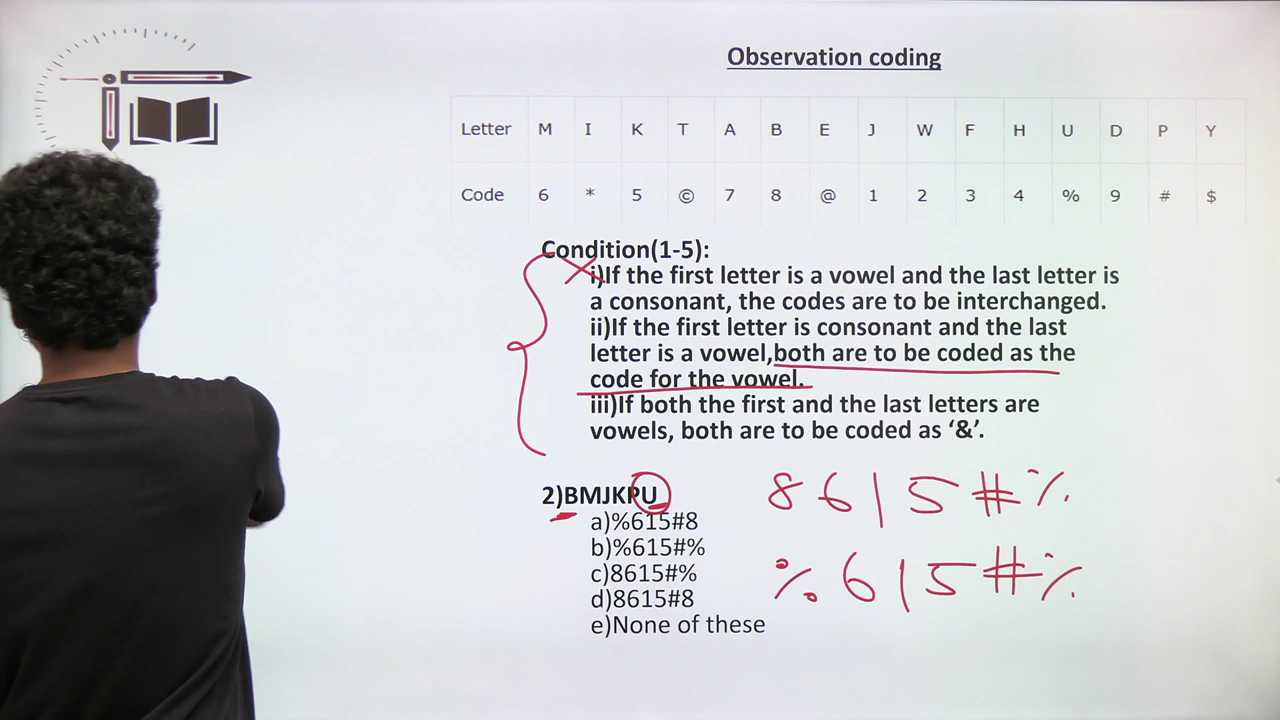 Observation coding
Letter M I K T A B E J W F H U D P Y
Code 6 * 5 © 7 8 @ 1 2 3 4 % 9 # $
Condition(1-5):
i)If the first letter is a vowel and the last letter is
a consonant, the codes are to be interchanged.
ii)If the first letter is consonant and the last
letter is a vowel,both are to be coded as the
code for the vowel.
iii)If both the first and the last letters are
vowels, both are to be coded as ‘&’.
2)BMJKPU
a)%615#8
b)%615#%
c)8615#%
d)8615#8
e)None of these
8615#%
%615#%